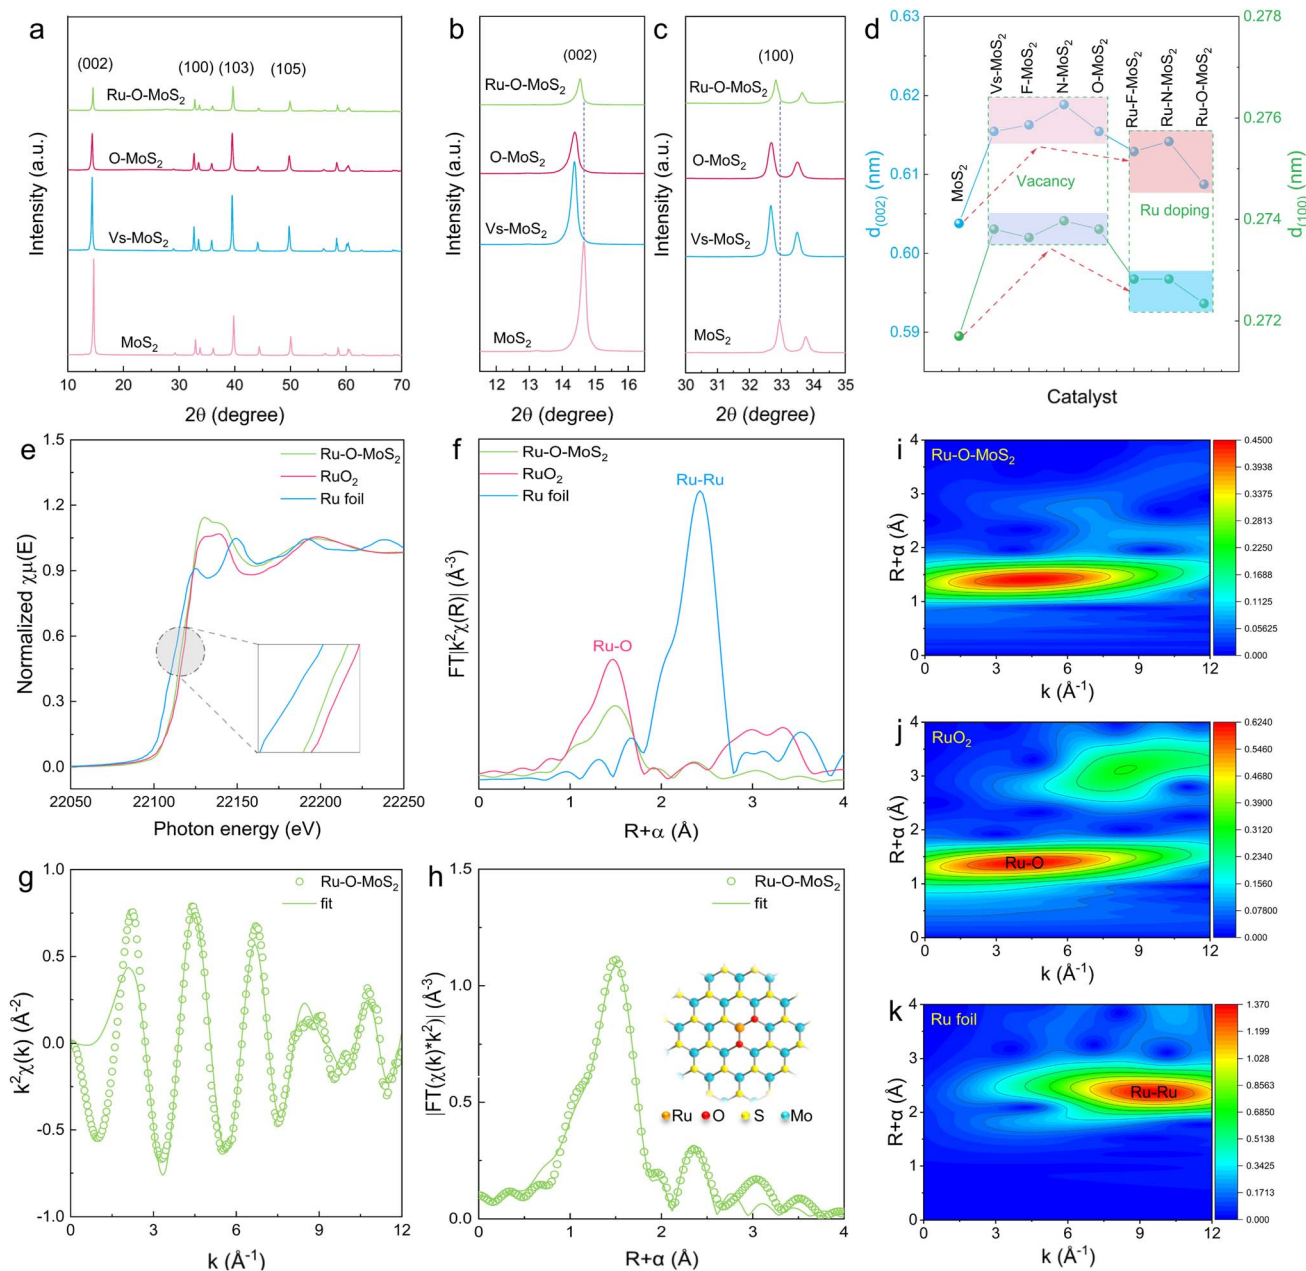 a
(002)
(100)
(103)
(105)
Ru-O-MoS2
O-MoS2
Vs-MoS2
MoS2
Intensity (a.u.)
10 20 30 40 50 60 70
2θ (degree)
b
(002)
Ru-O-MoS2
O-MoS2
Vs-MoS2
MoS2
Intensity (a.u.)
12 13 14 15 16
2θ (degree)
c
(100)
Ru-O-MoS2
O-MoS2
Vs-MoS2
MoS2
30 31 32 33 34 35
2θ (degree)
d
0.63
0.62
0.61
0.60
0.59
d(002) (nm)
MoS2
Vs-MoS2
F-MoS2
N-MoS2
O-MoS2
Ru-F-MoS2
Ru-N-MoS2
Ru-O-MoS2
Vacancy
Ru doping
0.278
0.276
0.274
0.272
d(100) (nm)
Catalyst
e
1.5
1.2
0.9
0.6
0.3
0.0
Normalized χμ(E)
Ru-O-MoS2
RuO2
Ru foil
22050 22100 22150 22200 22250
Photon energy (eV)
f
Ru-O-MoS2
RuO2
Ru foil
Ru-Ru
Ru-O
FT|k2χ(R)| (Å-3)
0 1 2 3 4
R+α (Å)
i
Ru-O-MoS2
4
3
2
1
0
R+α (Å)
0 3 6 9 12
k (Å-1)
0.4500
0.3938
0.3375
0.2813
0.2250
0.1688
0.1125
0.05625
0.000
j
RuO2
Ru-O
4
3
2
1
0
R+α (Å)
0 3 6 9 12
k (Å-1)
0.6240
0.5460
0.4680
0.3900
0.3120
0.2340
0.1560
0.07800
0.000
g
1.0
0.5
0.0
-0.5
-1.0
k2χ(k) (Å-2)
Ru-O-MoS2
fit
0 3 6 9 12
k (Å-1)
h
1.5
1.0
0.5
0.0
|FT(χ(k)*k2)| (Å-3)
Ru-O-MoS2
fit
Ru O S Mo
0 1 2 3 4
R+α (Å)
k
Ru foil
Ru-Ru
4
3
2
1
0
R+α (Å)
0 3 6 9 12
k (Å-1)
1.370
1.199
1.028
0.8563
0.6850
0.5138
0.3425
0.1713
0.000